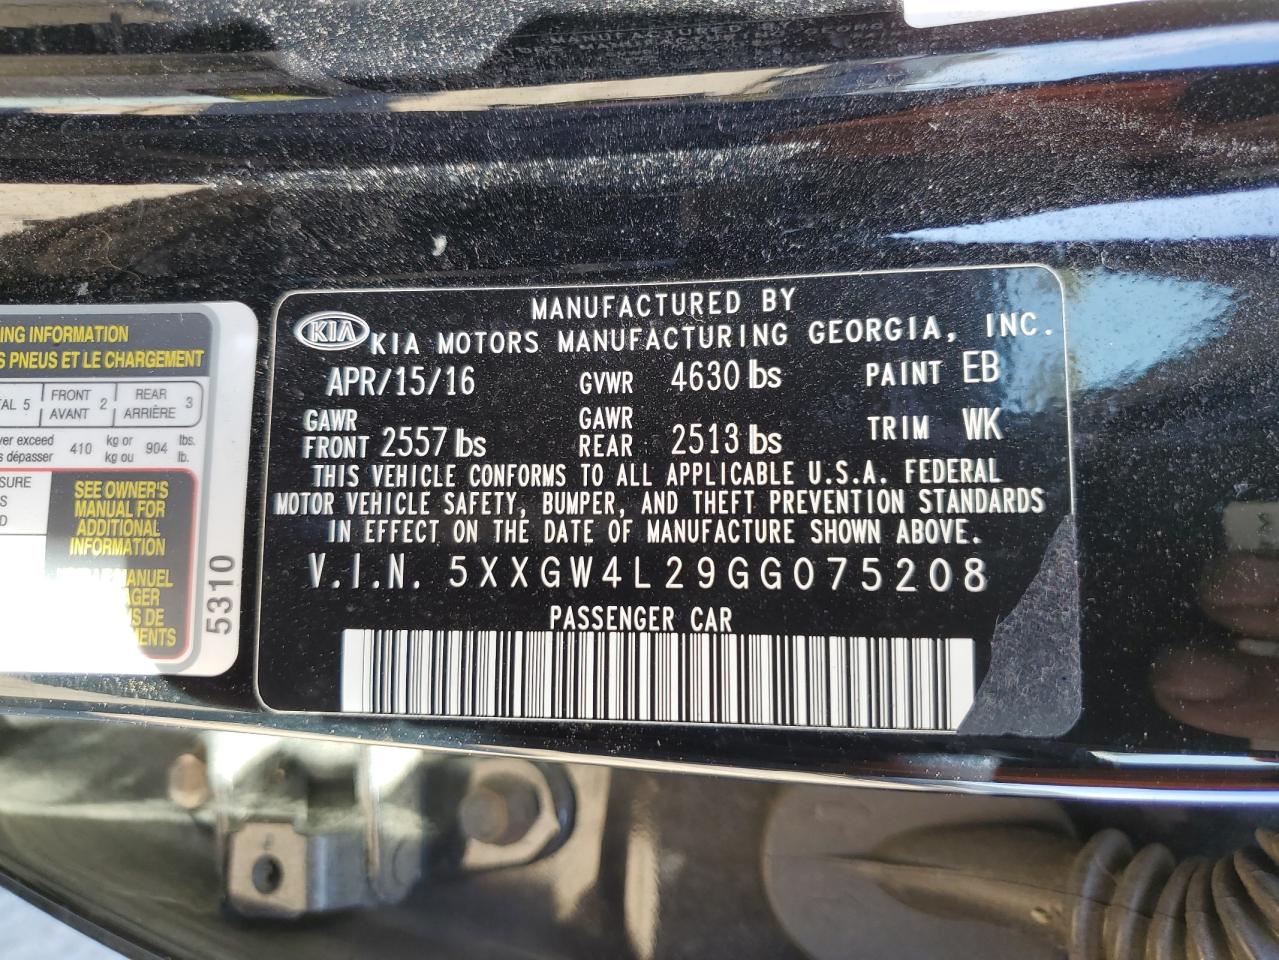 MANUFACTURED BY
KIA KIA MOTORS MANUFACTURING GEORGIA, INC.
APR/15/16 GVWR 4630 lbs PAINT EB
GAWR FRONT 2557 lbs GAWR REAR 2513 lbs TRIM WK
THIS VEHICLE CONFORMS TO ALL APPLICABLE U.S.A. FEDERAL
MOTOR VEHICLE SAFETY, BUMPER, AND THEFT PREVENTION STANDARDS
IN EFFECT ON THE DATE OF MANUFACTURE SHOWN ABOVE.
V.I.N. 5XXGW4L29GG075208
PASSENGER CAR
INFORMATION
PNEUS ET LE CHARGEMENT
5 FRONT AVANT 2 REAR ARRIÈRE 3
exceed dépasser 410 kg or kg ou 904 lbs. lb.
SEE OWNER'S
MANUAL FOR
ADDITIONAL
INFORMATION
5310